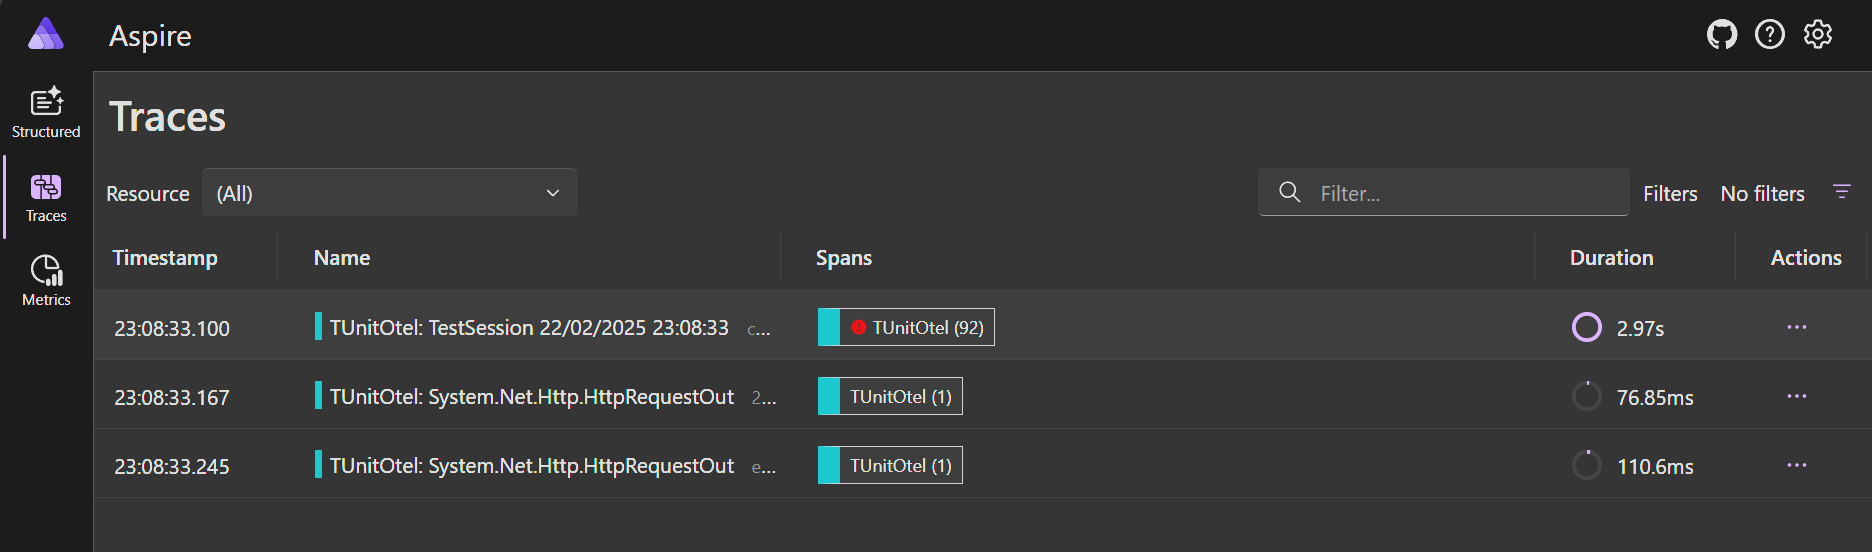 Aspire
Structured
Traces
Metrics
Traces
Resource (All) Filter... Filters No filters
Timestamp Name Spans Duration Actions
23:08:33.100 TUnitOtel: TestSession 22/02/2025 23:08:33 c... TUnitOtel (92) 2.97s ...
23:08:33.167 TUnitOtel: System.Net.Http.HttpRequestOut 2... TUnitOtel (1) 76.85ms ...
23:08:33.245 TUnitOtel: System.Net.Http.HttpRequestOut e... TUnitOtel (1) 110.6ms ...